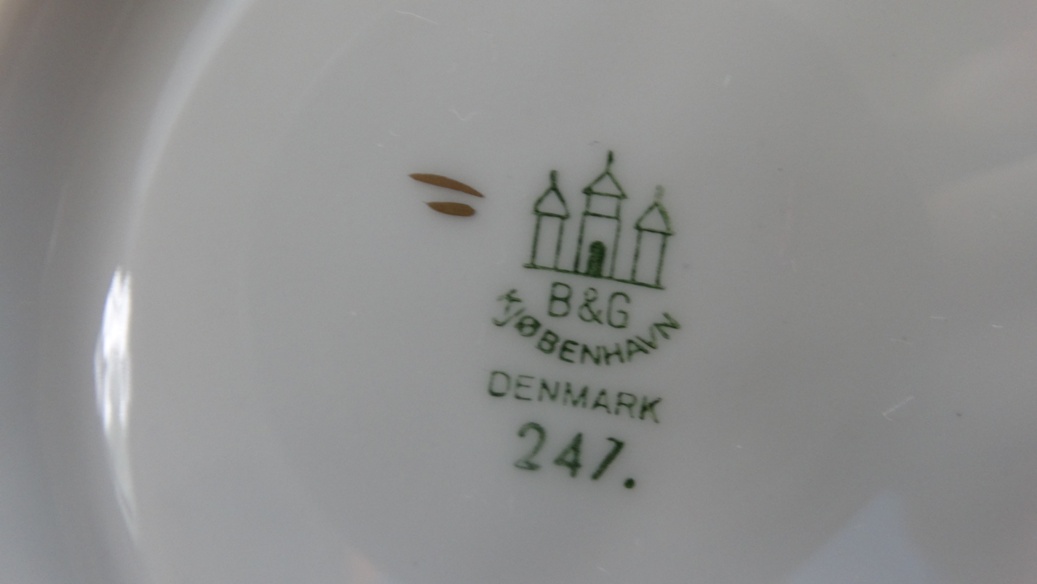 B&G
KJØBENHAVN
DENMARK
247.